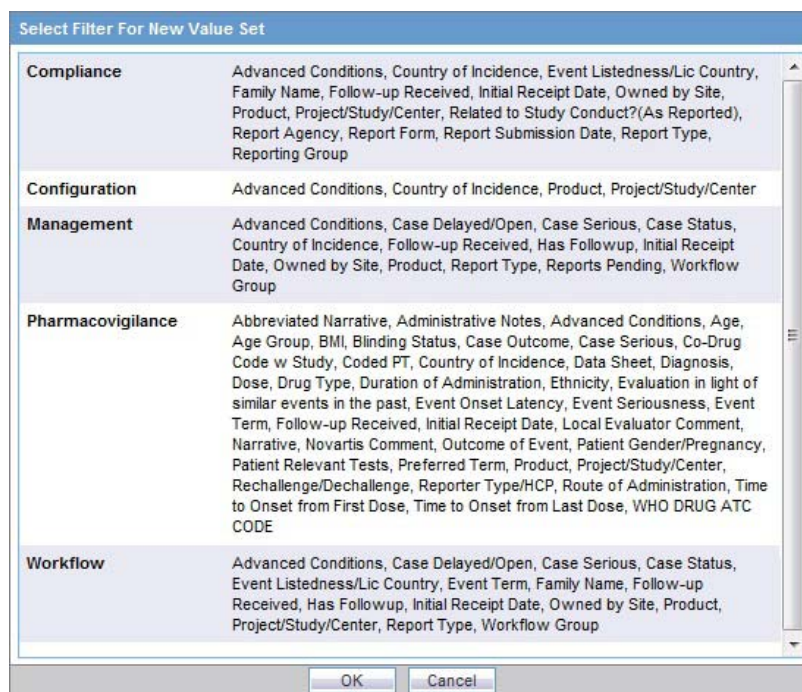 Select Filter For New Value Set
Compliance
Advanced Conditions, Country of Incidence, Event Listedness/Lic Country,
Family Name, Follow-up Received, Initial Receipt Date, Owned by Site,
Product, Project/Study/Center, Related to Study Conduct?(As Reported),
Report Agency, Report Form, Report Submission Date, Report Type,
Reporting Group
Configuration
Advanced Conditions, Country of Incidence, Product, Project/Study/Center
Management
Advanced Conditions, Case Delayed/Open, Case Serious, Case Status,
Country of Incidence, Follow-up Received, Has Followup, Initial Receipt
Date, Owned by Site, Product, Report Type, Reports Pending, Workflow
Group
Pharmacovigilance
Abbreviated Narrative, Administrative Notes, Advanced Conditions, Age,
Age Group, BMI, Blinding Status, Case Outcome, Case Serious, Co-Drug
Code w Study, Coded PT, Country of Incidence, Data Sheet, Diagnosis,
Dose, Drug Type, Duration of Administration, Ethnicity, Evaluation in light of
similar events in the past, Event Onset Latency, Event Seriousness, Event
Term, Follow-up Received, Initial Receipt Date, Local Evaluator Comment,
Narrative, Novartis Comment, Outcome of Event, Patient Gender/Pregnancy,
Patient Relevant Tests, Preferred Term, Product, Project/Study/Center,
Rechallenge/Dechallenge, Reporter Type/HCP, Route of Administration, Time
to Onset from First Dose, Time to Onset from Last Dose, WHO DRUG ATC
CODE
Workflow
Advanced Conditions, Case Delayed/Open, Case Serious, Case Status,
Event Listedness/Lic Country, Event Term, Family Name, Follow-up
Received, Has Followup, Initial Receipt Date, Owned by Site, Product,
Project/Study/Center, Report Type, Workflow Group
OK
Cancel